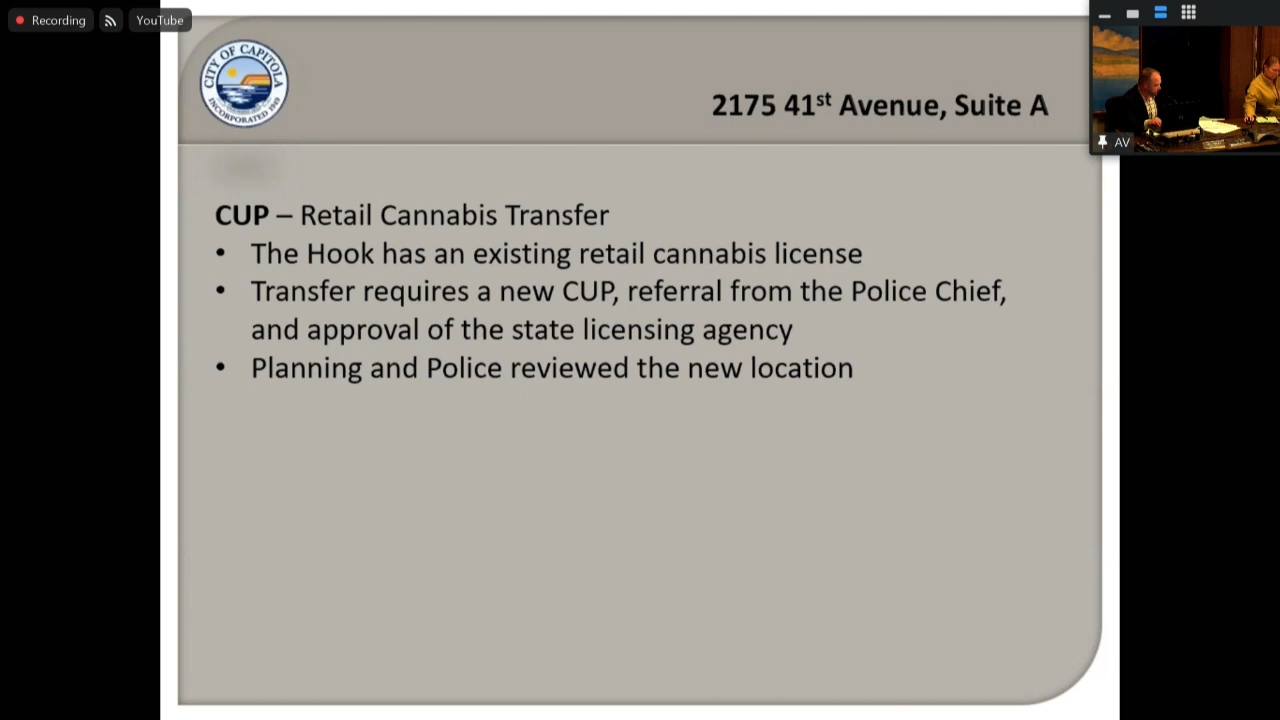 Recording
YouTube
CITY OF CAPITOLA
INCORPORATED 1949
2175 41st Avenue, Suite A
AV
CUP – Retail Cannabis Transfer
• The Hook has an existing retail cannabis license
• Transfer requires a new CUP, referral from the Police Chief,
and approval of the state licensing agency
• Planning and Police reviewed the new location